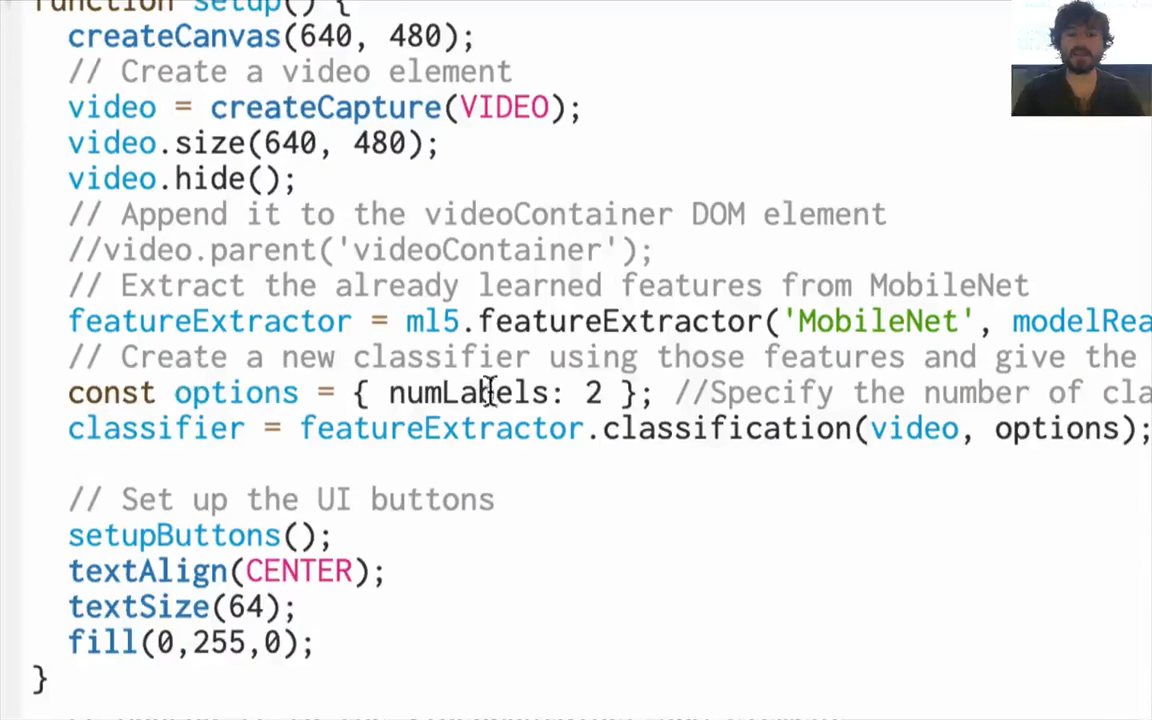 function setup() {
createCanvas(640, 480);
// Create a video element
video = createCapture(VIDEO);
video.size(640, 480);
video.hide();
// Append it to the videoContainer DOM element
//video.parent('videoContainer');
// Extract the already learned features from MobileNet
featureExtractor = ml5.featureExtractor('MobileNet', modelRea
// Create a new classifier using those features and give the
const options = { numLabels: 2 }; //Specify the number of cla
classifier = featureExtractor.classification(video, options);
// Set up the UI buttons
setupButtons();
textAlign(CENTER);
textSize(64);
fill(0,255,0);
}